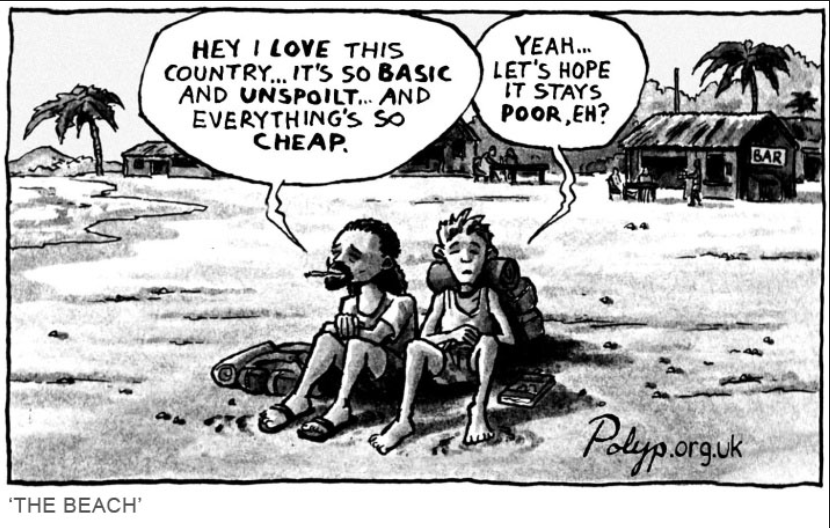 HEY I LOVE THIS
COUNTRY... IT'S SO BASIC
AND UNSPOILT... AND
EVERYTHING'S SO
CHEAP.
YEAH...
LET'S HOPE
IT STAYS
POOR, EH?
BAR
Polyp.org.uk
'THE BEACH'